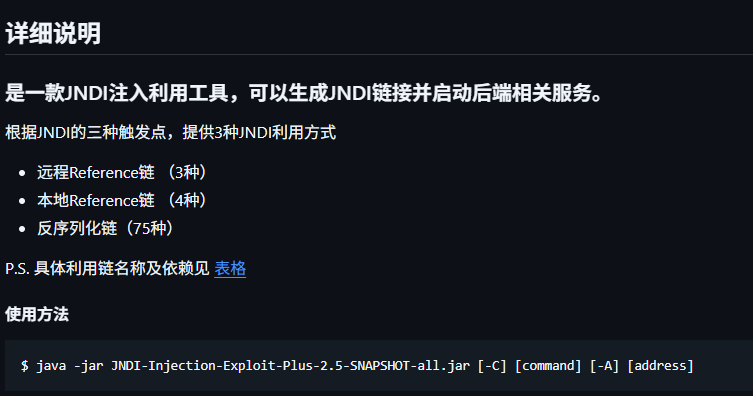 详细说明
是一款JNDI注入利用工具，可以生成JNDI链接并启动后端相关服务。
根据JNDI的三种触发点，提供3种JNDI利用方式
远程Reference链 （3种）
本地Reference链 （4种）
反序列化链（75种）
P.S. 具体利用链名称及依赖见 表格
使用方法
$ java -jar JNDI-Injection-Exploit-Plus-2.5-SNAPSHOT-all.jar [-C] [command] [-A] [address]